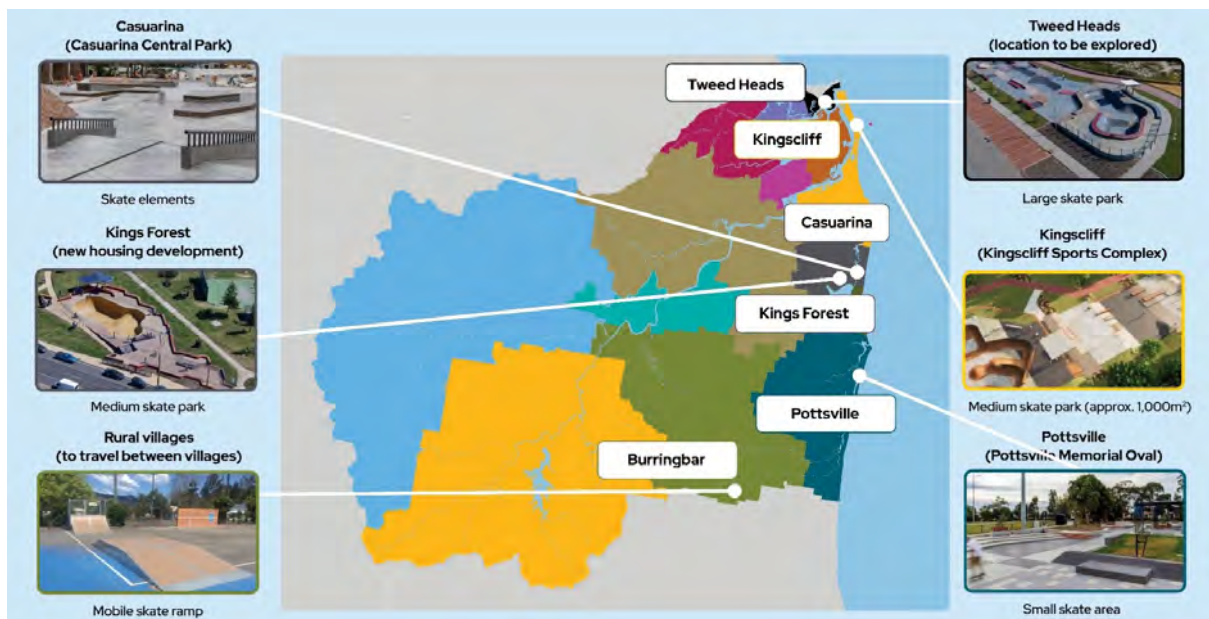 Casuarina
(Casuarina Central Park)
Skate elements
Kings Forest
(new housing development)
Medium skate park
Rural villages
(to travel between villages)
Mobile skate ramp
Tweed Heads
Kingscliff
Casuarina
Kings Forest
Pottsville
Burringbar
Tweed Heads
(location to be explored)
Large skate park
Kingscliff
(Kingscliff Sports Complex)
Medium skate park (approx. 1,000m²)
Pottsville
(Pottsville Memorial Oval)
Small skate area